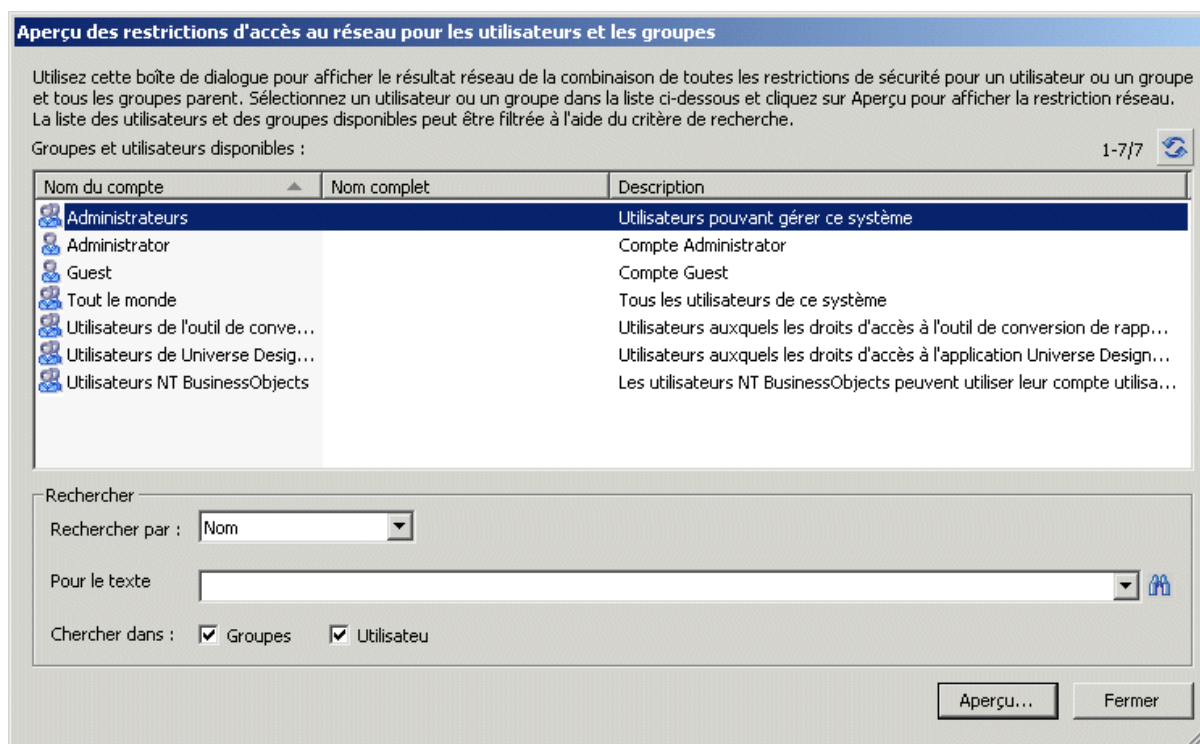 Aperçu des restrictions d'accès au réseau pour les utilisateurs et les groupes
Utilisez cette boîte de dialogue pour afficher le résultat réseau de la combinaison de toutes les restrictions de sécurité pour un utilisateur ou un groupe
et tous les groupes parent. Sélectionnez un utilisateur ou un groupe dans la liste ci-dessous et cliquez sur Aperçu pour afficher la restriction réseau.
La liste des utilisateurs et des groupes disponibles peut être filtrée à l'aide du critère de recherche.
Groupes et utilisateurs disponibles : 1-7/7
Nom du compte Nom complet Description
Administrateurs Utilisateurs pouvant gérer ce système
Administrator Compte Administrator
Guest Compte Guest
Tout le monde Tous les utilisateurs de ce système
Utilisateurs de l'outil de conve... Utilisateurs auxquels les droits d'accès à l'outil de conversion de rapp...
Utilisateurs de Universe Desig... Utilisateurs auxquels les droits d'accès à l'application Universe Design...
Utilisateurs NT BusinessObjects Les utilisateurs NT BusinessObjects peuvent utiliser leur compte utilisa...
Rechercher
Rechercher par : Nom
Pour le texte
Chercher dans : Groupes Utilisateu
Aperçu... Fermer